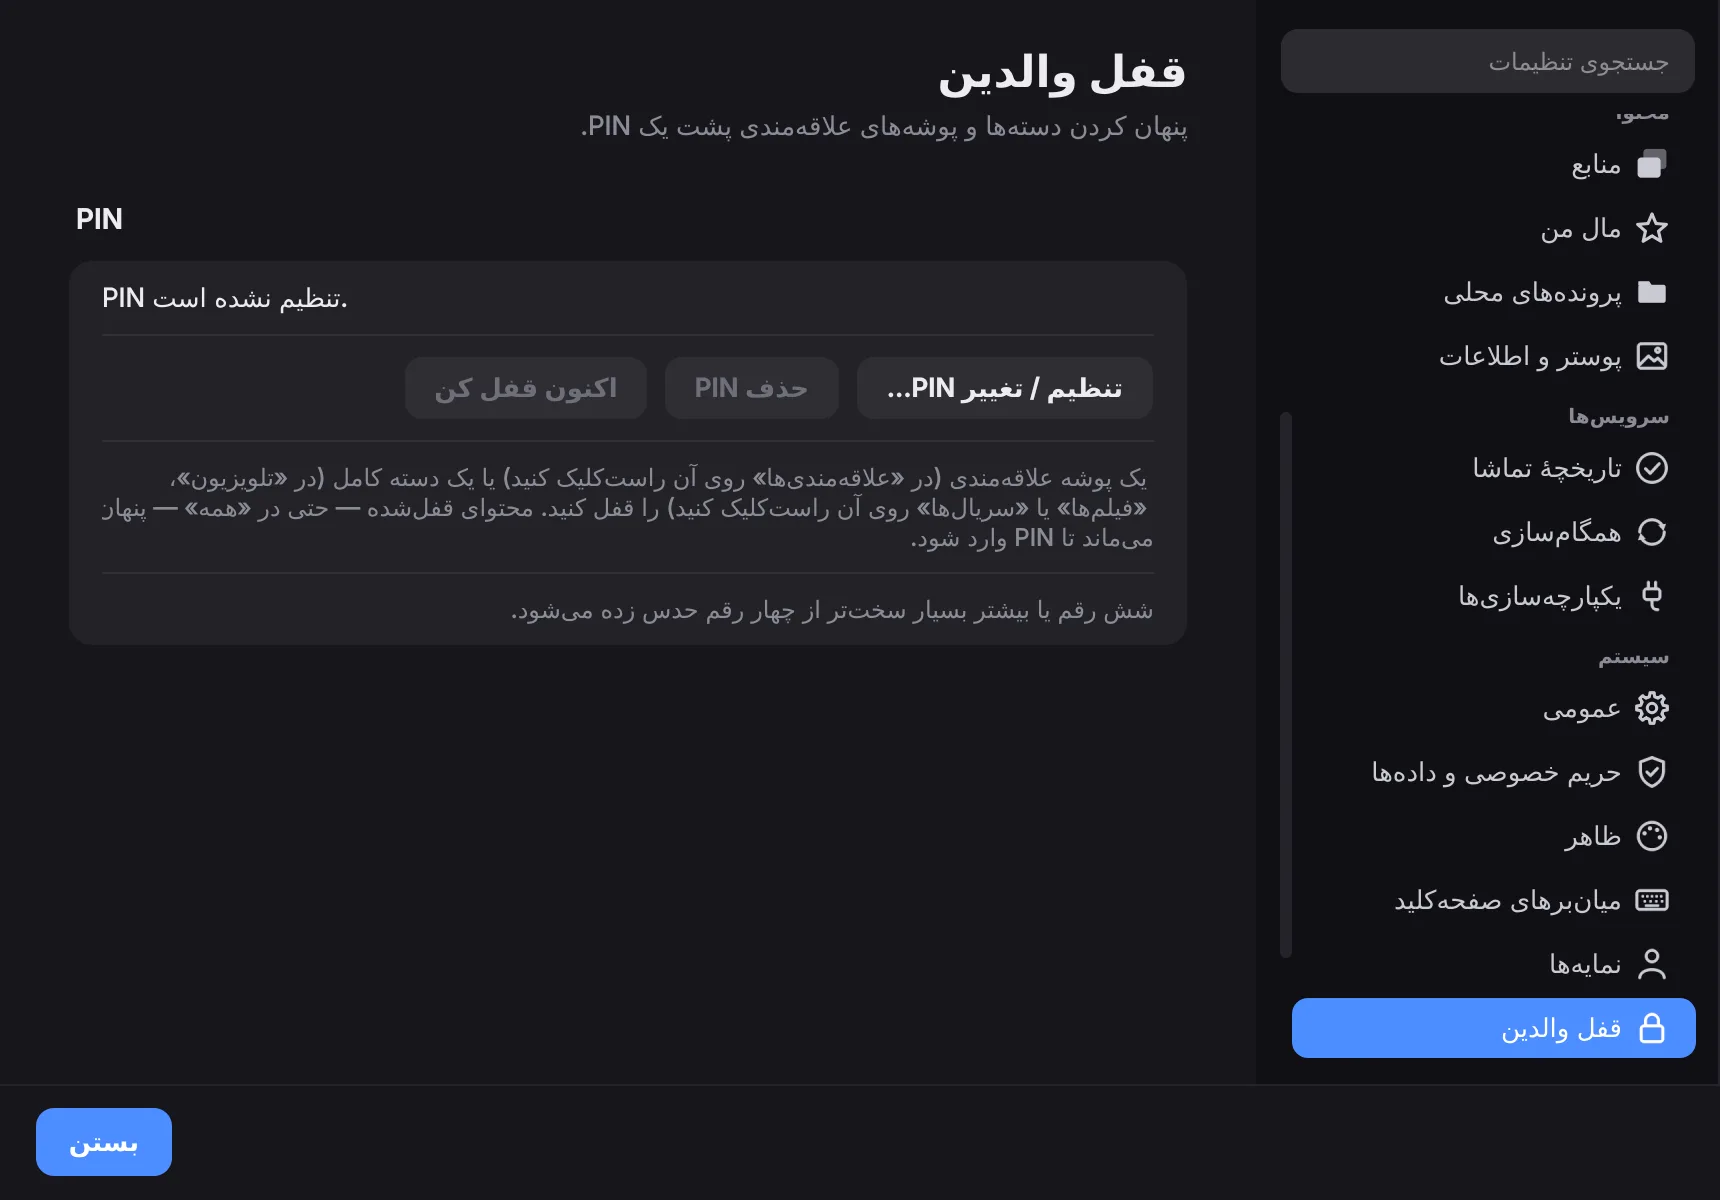 جستجوی تنظیمات
محتوا
منابع
مال من
پرونده‌های محلی
پوستر و اطلاعات
سرویس‌ها
تاریخچهٔ تماشا
همگام‌سازی
یکپارچه‌سازی‌ها
سیستم
عمومی
حریم خصوصی و داده‌ها
ظاهر
میان‌برهای صفحه‌کلید
نمایه‌ها
قفل والدین
قفل والدین
پنهان کردن دسته‌ها و پوشه‌های علاقه‌مندی پشت یک PIN.
PIN
PIN تنظیم نشده است.
تنظیم / تغییر PIN...
حذف PIN
اکنون قفل کن
یک پوشه علاقه‌مندی (در «علاقه‌مندی‌ها» روی آن راست‌کلیک کنید) یا یک دسته کامل (در «تلویزیون»،
«فیلم‌ها» یا «سریال‌ها» روی آن راست‌کلیک کنید) را قفل کنید. محتوای قفل‌شده — حتی در «همه» — پنهان
می‌ماند تا PIN وارد شود.
شش رقم یا بیشتر بسیار سخت‌تر از چهار رقم حدس زده می‌شود.
بستن